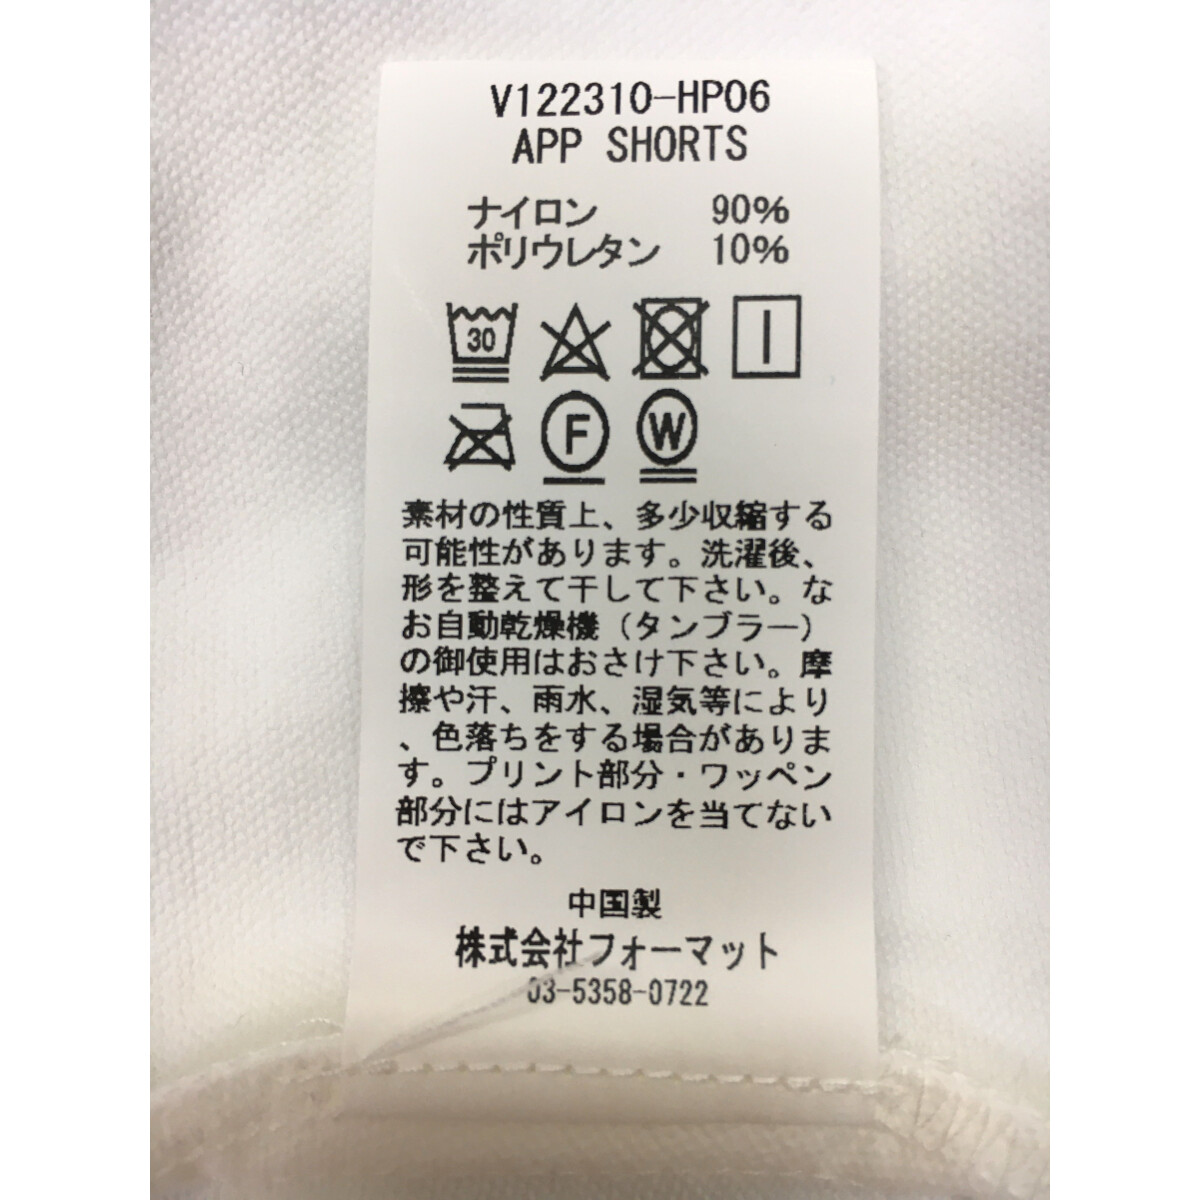 V122310-HP06
APP SHORTS
ナイロン 90%
ポリウレタン 10%
30
F W
素材の性質上、多少収縮する
可能性があります。洗濯後、
形を整えて干して下さい。な
お自動乾燥機（タンブラー）
の御使用はおさけ下さい。摩
擦や汗、雨水、湿気等により
、色落ちをする場合がありま
す。プリント部分・ワッペン
部分にはアイロンを当てない
で下さい。
中国製
株式会社フォーマット
03-5358-0722